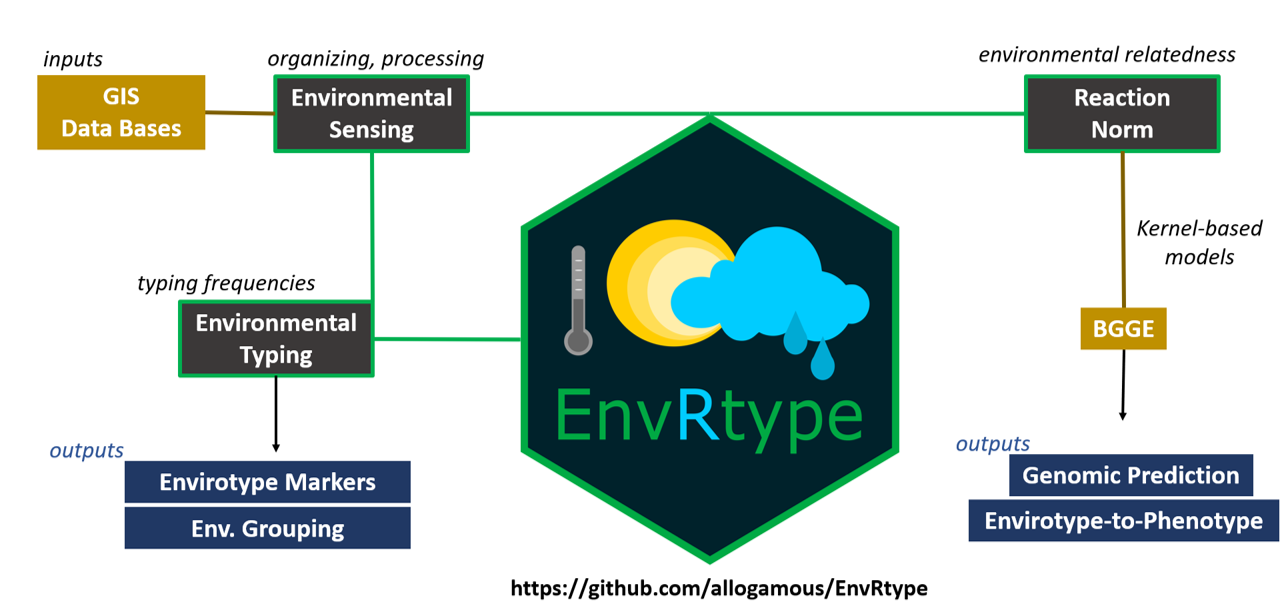 inputs
GIS
Data Bases
organizing, processing
Environmental
Sensing
environmental relatedness
Reaction
Norm
Kernel-based
models
typing frequencies
Environmental
Typing
BGGE
EnvRtype
outputs
Envirotype Markers
Env. Grouping
outputs
Genomic Prediction
Envirotype-to-Phenotype
https://github.com/allogamous/EnvRtype